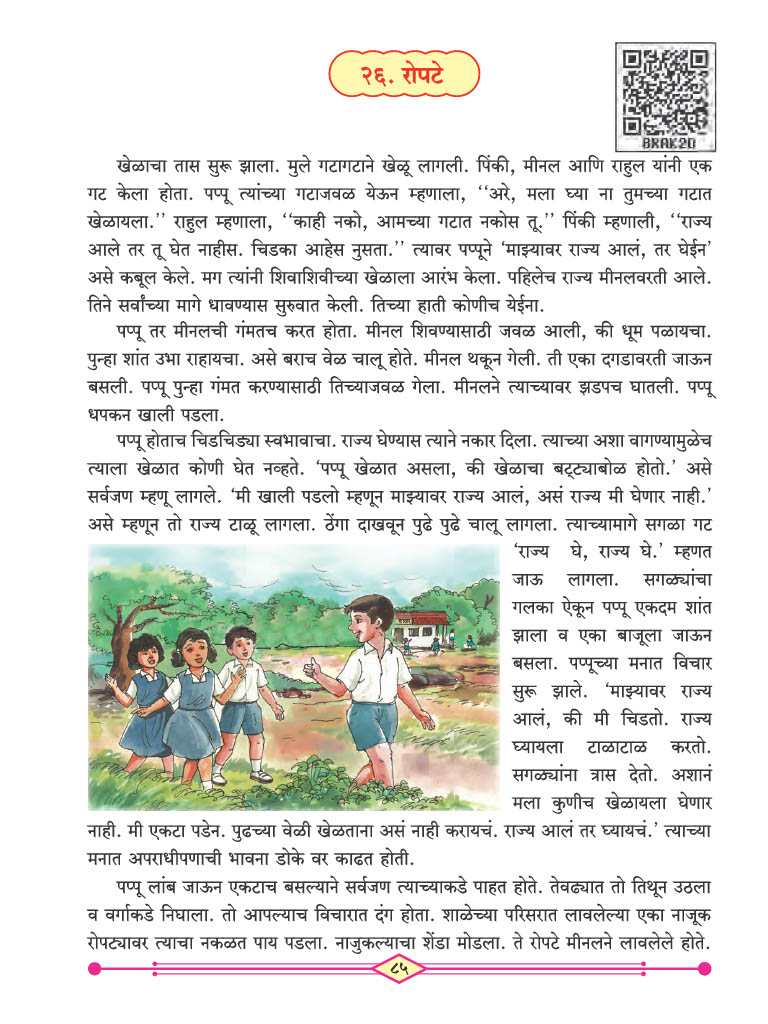 २६. रोपटे
BRAK2D
खेळाचा तास सुरू झाला. मुले गटागटाने खेळू लागली. पिंकी, मीनल आणि राहुल यांनी एक
गट केला होता. पप्पू त्यांच्या गटाजवळ येऊन म्हणाला, ‘‘अरे, मला घ्या ना तुमच्या गटात
खेळायला.’’ राहुल म्हणाला, ‘‘काही नको, आमच्या गटात नकोस तू.’’ पिंकी म्हणाली, ‘‘राज्य
आले तर तू घेत नाहीस. चिडका आहेस नुसता.’’ त्यावर पप्पूने ‘माझ्यावर राज्य आलं, तर घेईन’
असे कबूल केले. मग त्यांनी शिवाशिवीच्या खेळाला आरंभ केला. पहिलेच राज्य मीनलवरती आले.
तिने सर्वांच्या मागे धावण्यास सुरुवात केली. तिच्या हाती कोणीच येईना.
पप्पू तर मीनलची गंमतच करत होता. मीनल शिवण्यासाठी जवळ आली, की धूम पळायचा.
पुन्हा शांत उभा राहायचा. असे बराच वेळ चालू होते. मीनल थकून गेली. ती एका दगडावरती जाऊन
बसली. पप्पू पुन्हा गंमत करण्यासाठी तिच्याजवळ गेला. मीनलने त्याच्यावर झडपच घातली. पप्पू
धपकन खाली पडला.
पप्पू होताच चिडचिड्या स्वभावाचा. राज्य घेण्यास त्याने नकार दिला. त्याच्या अशा वागण्यामुळेच
त्याला खेळात कोणी घेत नव्हते. ‘पप्पू खेळात असला, की खेळाचा बट्ट्याबोळ होतो.’ असे
सर्वजण म्हणू लागले. ‘मी खाली पडलो म्हणून माझ्यावर राज्य आलं, असं राज्य मी घेणार नाही.’
असे म्हणून तो राज्य टाळू लागला. ठेंगा दाखवून पुढे पुढे चालू लागला. त्याच्यामागे सगळा गट
‘राज्य घे, राज्य घे.’ म्हणत
जाऊ लागला. सगळ्यांचा
गलका ऐकून पप्पू एकदम शांत
झाला व एका बाजूला जाऊन
बसला. पप्पूच्या मनात विचार
सुरू झाले. ‘माझ्यावर राज्य
आलं, की मी चिडतो. राज्य
घ्यायला टाळाटाळ करतो.
सगळ्यांना त्रास देतो. अशानं
मला कुणीच खेळायला घेणार
नाही. मी एकटा पडेन. पुढच्या वेळी खेळताना असं नाही करायचं. राज्य आलं तर घ्यायचं.’ त्याच्या
मनात अपराधीपणाची भावना डोके वर काढत होती.
पप्पू लांब जाऊन एकटाच बसल्याने सर्वजण त्याच्याकडे पाहत होते. तेवढ्यात तो तिथून उठला
व वर्गाकडे निघाला. तो आपल्याच विचारात दंग होता. शाळेच्या परिसरात लावलेल्या एका नाजूक
रोपट्यावर त्याचा नकळत पाय पडला. नाजुकल्याचा शेंडा मोडला. ते रोपटे मीनलने लावलेले होते.
८५